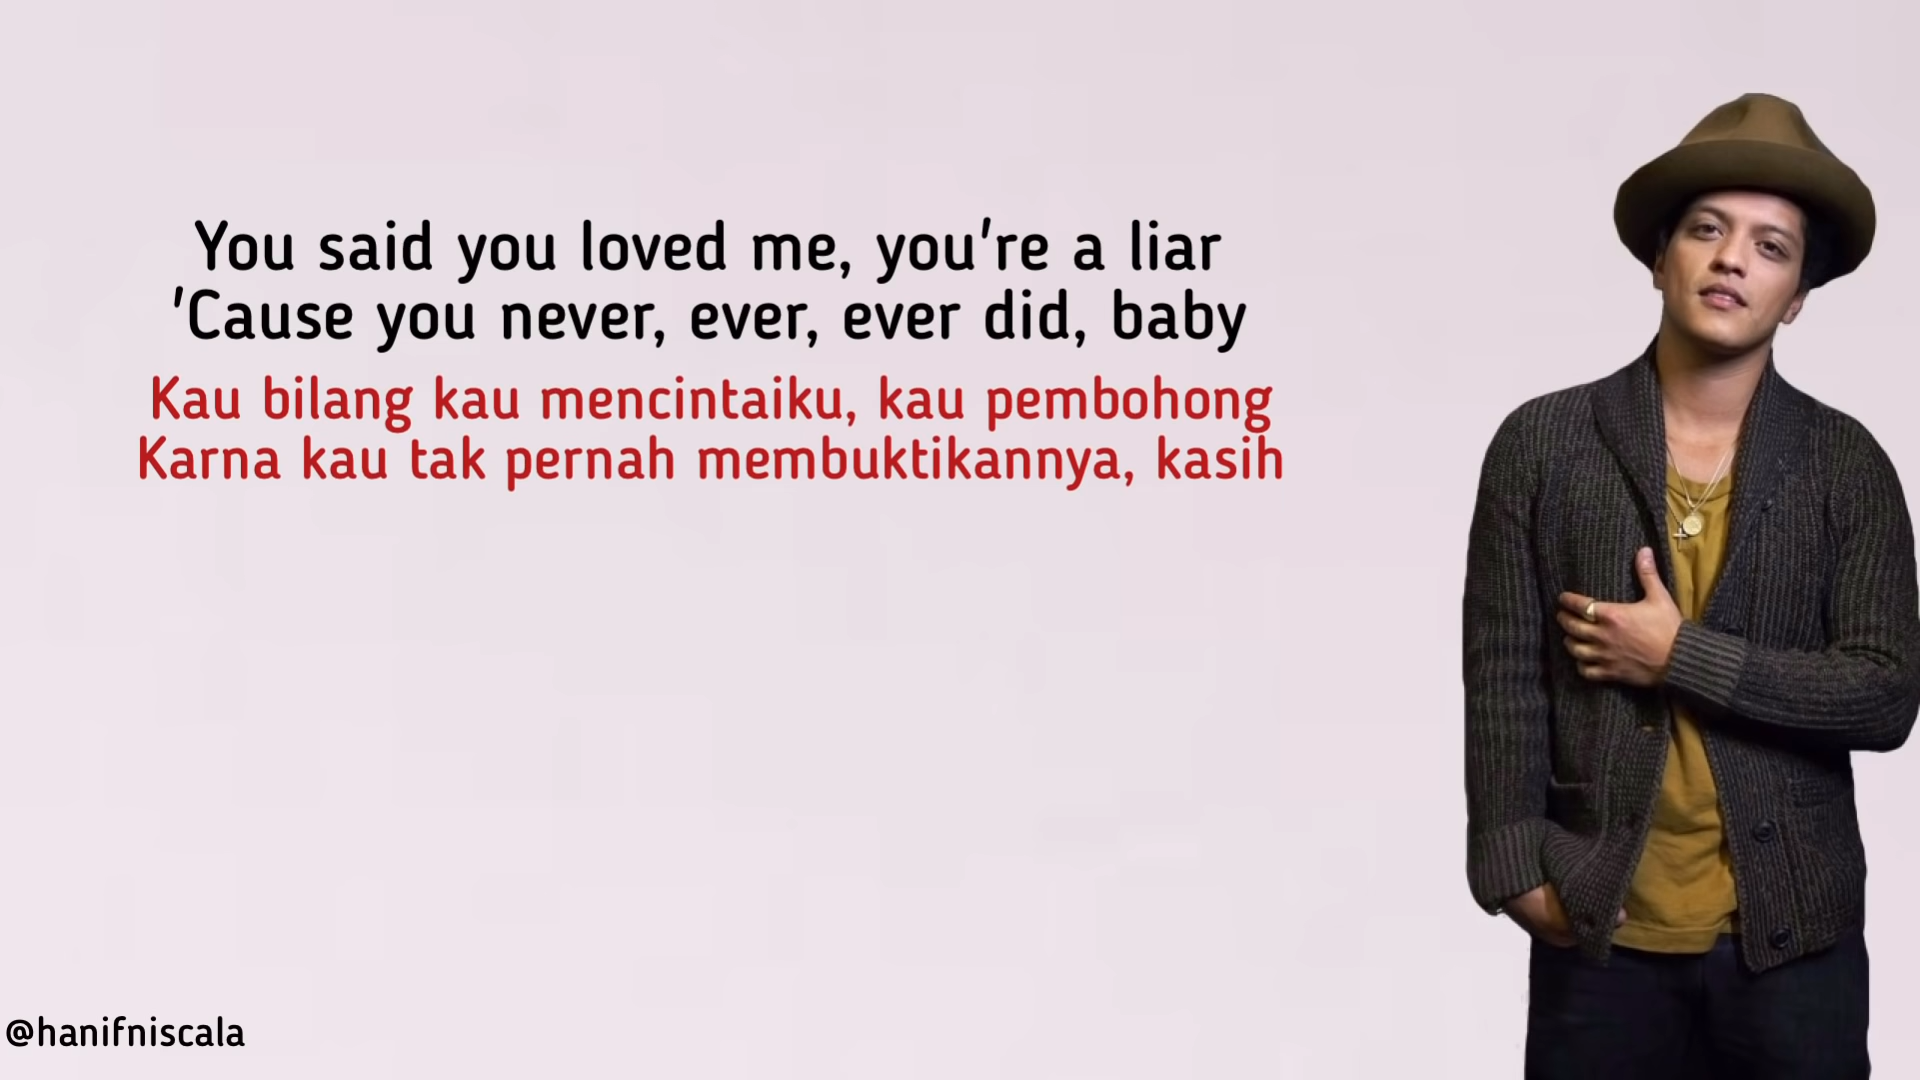 You said you loved me, you're a liar
'Cause you never, ever, ever did, baby
Kau bilang kau mencintaiku, kau pembohong
Karna kau tak pernah membuktikannya, kasih
@hanifniscala